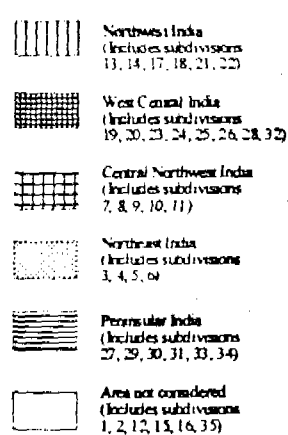 Northwest India
(Includes subdivisions
13, 14, 17, 18, 21, 22)
West Central India
(Includes subdivisions
19, 20, 23, 24, 25, 26, 28, 32)
Central Northwest India
(Includes subdivisions
7, 8, 9, 10, 11)
Northeast India
(Includes subdivisions
3, 4, 5, 6)
Peninsular India
(Includes subdivisions
27, 29, 30, 31, 33, 34)
Area not considered
(Includes subdivisions
1, 2, 12, 15, 16, 35)